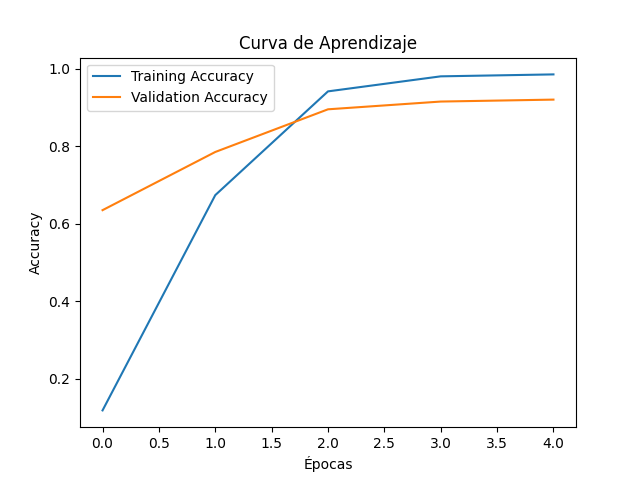 Curva de Aprendizaje
Training Accuracy
Validation Accuracy
1.0
0.8
0.6
0.4
0.2
Accuracy
0.0 0.5 1.0 1.5 2.0 2.5 3.0 3.5 4.0
Épocas